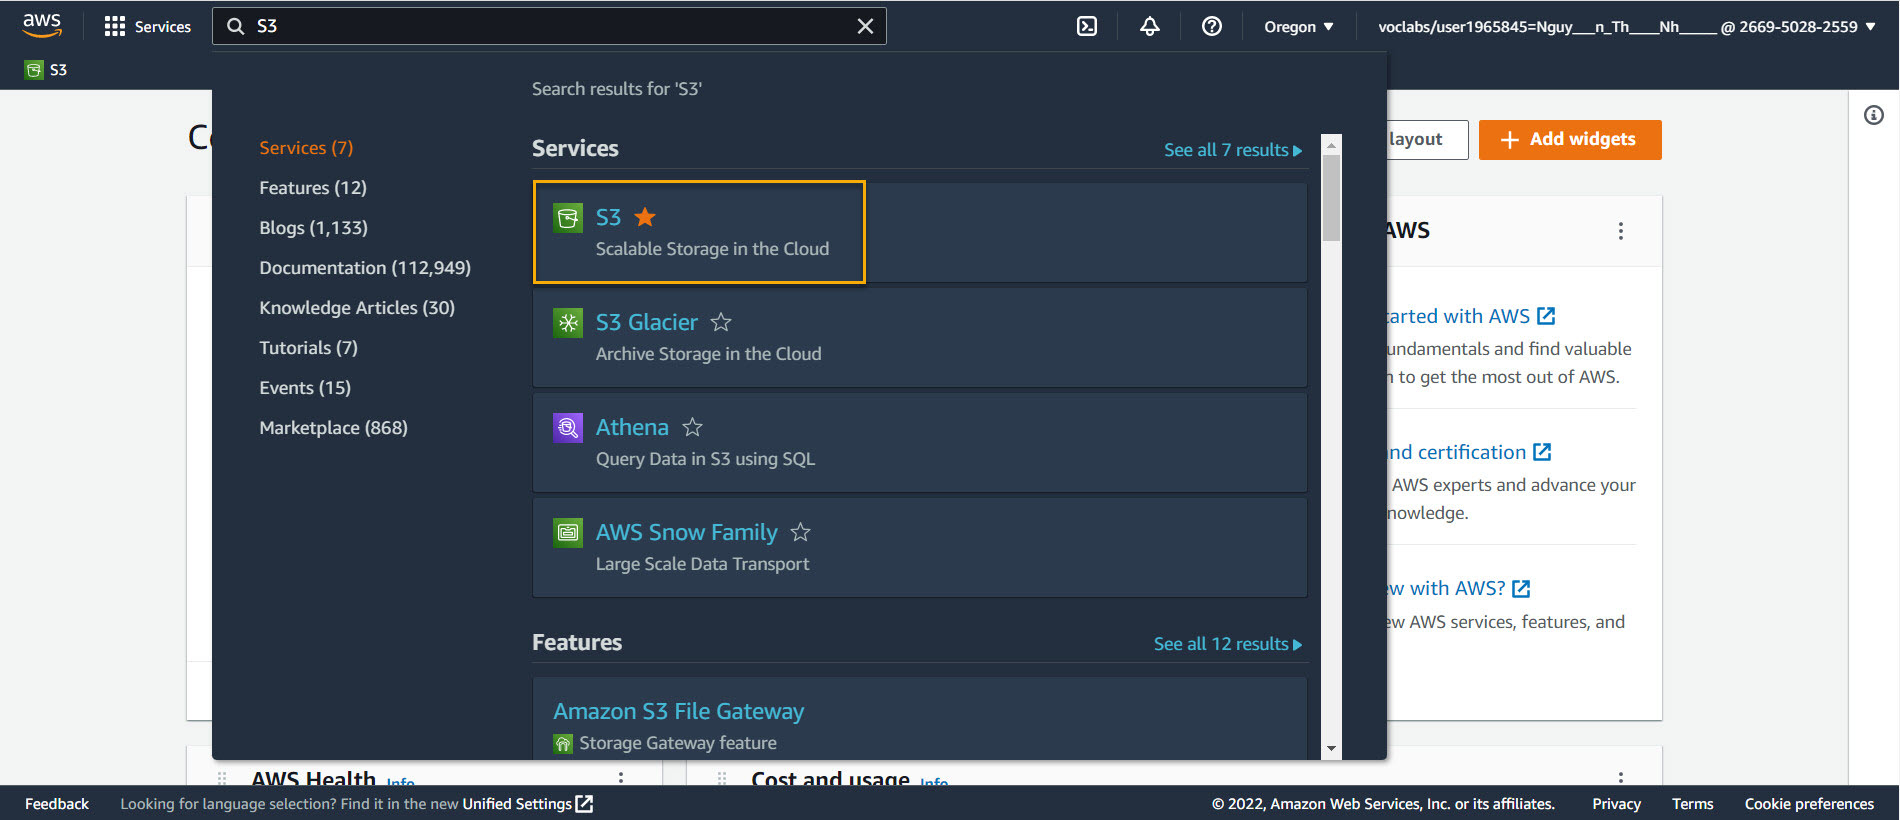 aws
Services
S3
Oregon
voclabs/user1965845=Nguy___n_Th____Nh_____ @ 2669-5028-2559
S3
Search results for 'S3'
Services (7)
Features (12)
Blogs (1,133)
Documentation (112,949)
Knowledge Articles (30)
Tutorials (7)
Events (15)
Marketplace (868)
Services
See all 7 results
S3
Scalable Storage in the Cloud
S3 Glacier
Archive Storage in the Cloud
Athena
Query Data in S3 using SQL
AWS Snow Family
Large Scale Data Transport
Features
See all 12 results
Amazon S3 File Gateway
Storage Gateway feature
layout
Add widgets
AWS
tarted with AWS
undamentals and find valuable
n to get the most out of AWS.
nd certification
AWS experts and advance your
nowledge.
ew with AWS?
ew AWS services, features, and
AWS Health Info
Cost and usage Info
Feedback
Looking for language selection? Find it in the new Unified Settings
© 2022, Amazon Web Services, Inc. or its affiliates.
Privacy
Terms
Cookie preferences